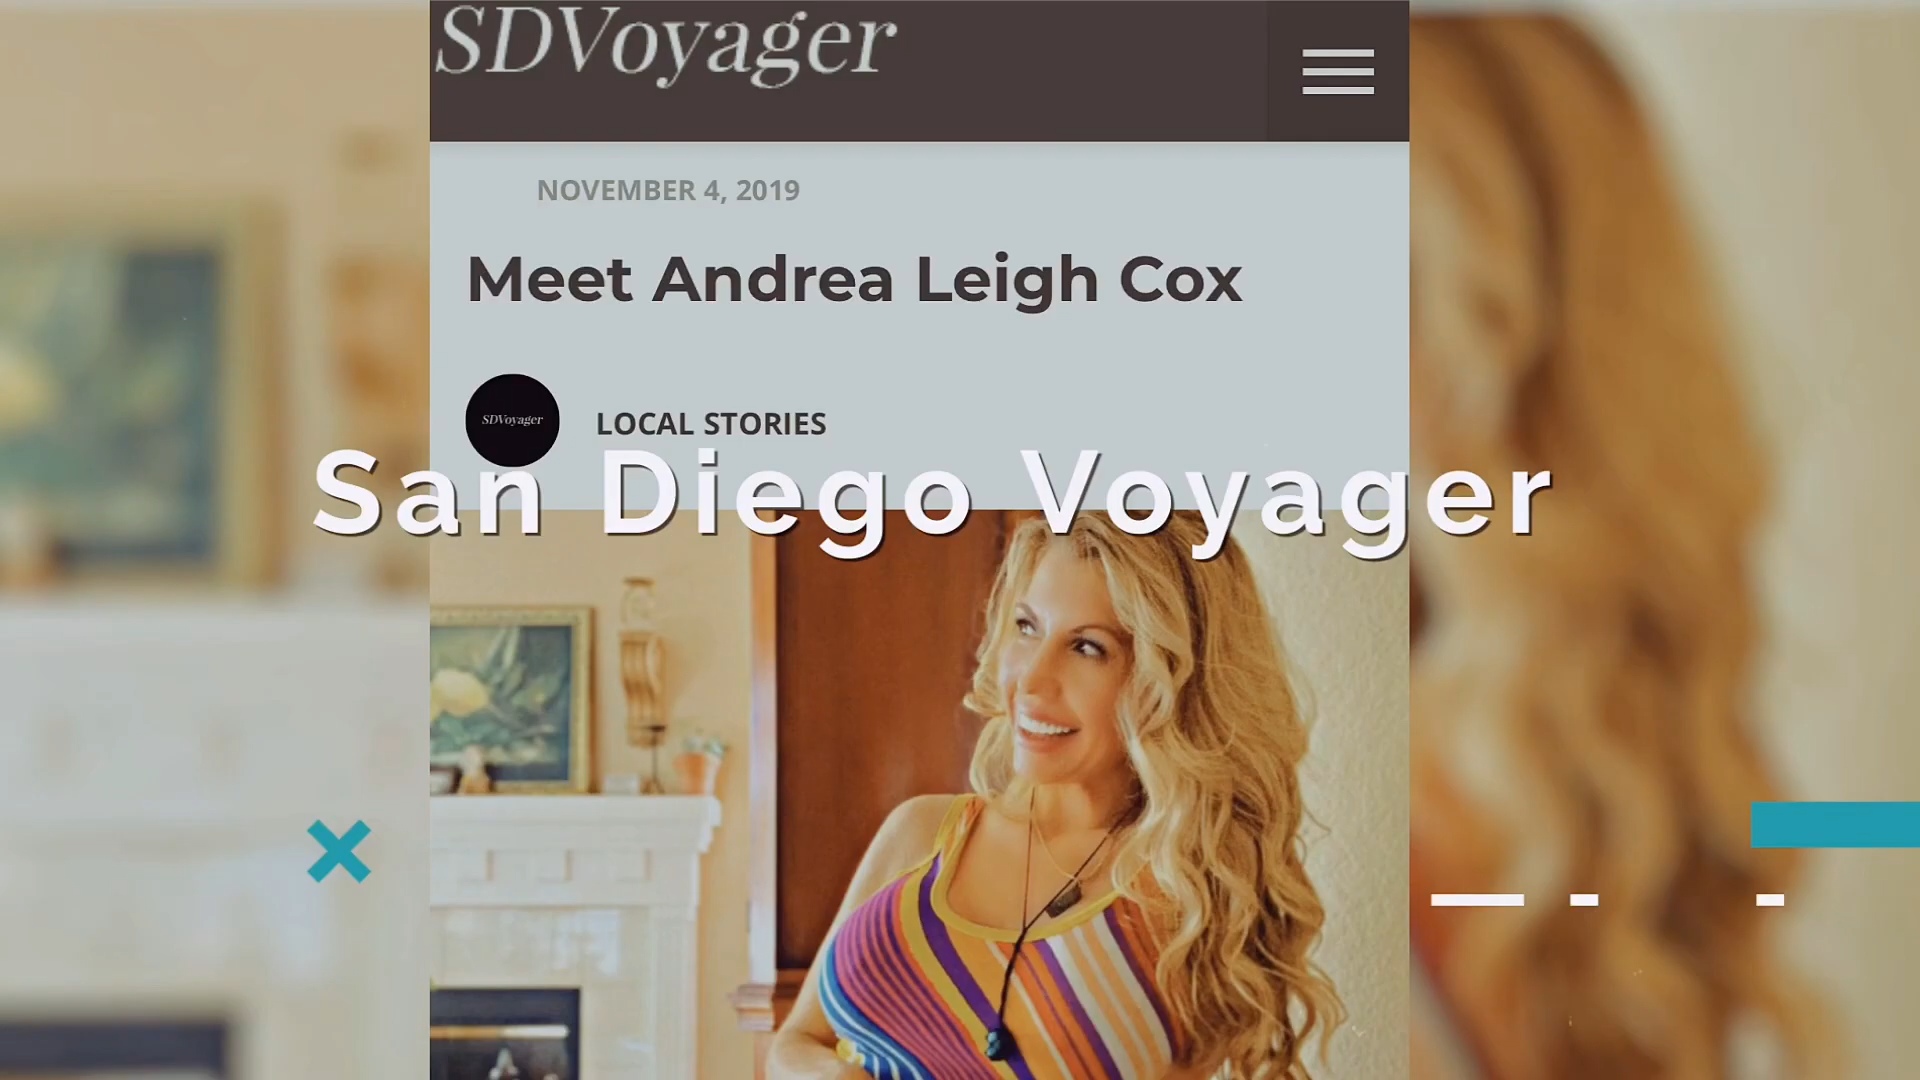 SDVoyager
NOVEMBER 4, 2019
Meet Andrea Leigh Cox
SDVoyager
LOCAL STORIES
San Diego Voyager